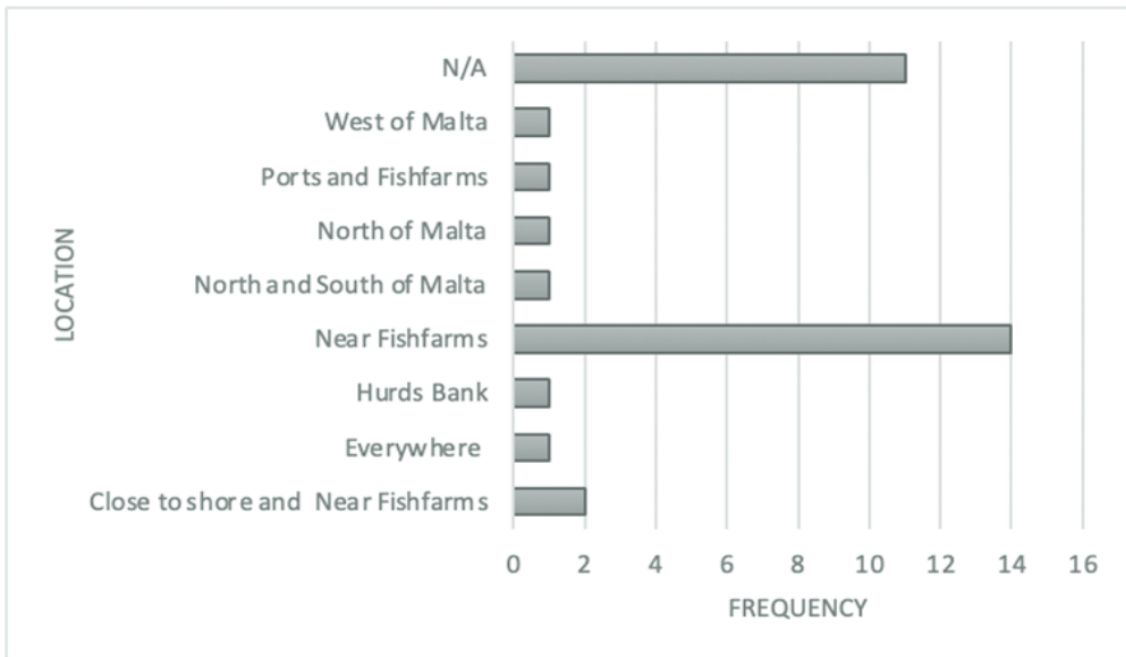 N/A
West of Malta
Ports and Fishfarms
North of Malta
North and South of Malta
Near Fishfarms
Hurds Bank
Everywhere
Close to shore and Near Fishfarms
LOCATION
0 2 4 6 8 10 12 14 16
FREQUENCY